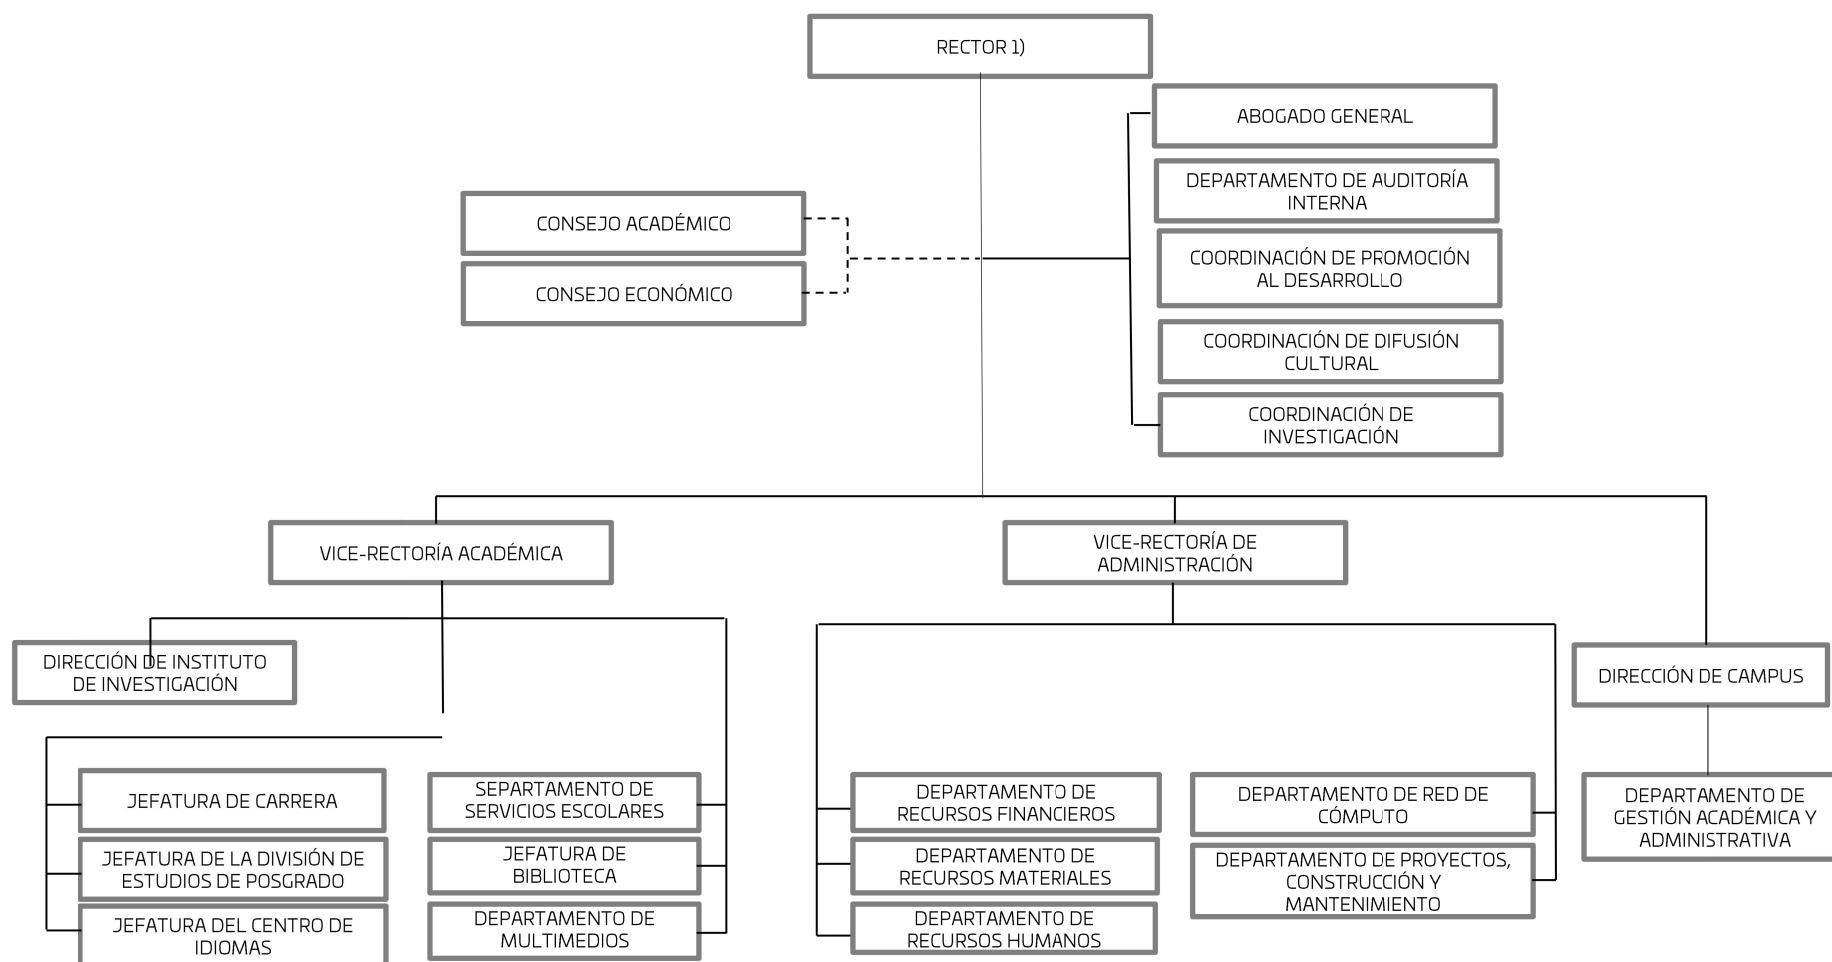 RECTOR 1)
ABOGADO GENERAL
DEPARTAMENTO DE AUDITORÍA
INTERNA
CONSEJO ACADÉMICO
COORDINACIÓN DE PROMOCIÓN
AL DESARROLLO
CONSEJO ECONÓMICO
COORDINACIÓN DE DIFUSIÓN
CULTURAL
COORDINACIÓN DE
INVESTIGACIÓN
VICE-RECTORÍA ACADÉMICA
VICE-RECTORÍA DE
ADMINISTRACIÓN
DIRECCIÓN DE INSTITUTO
DE INVESTIGACIÓN
DIRECCIÓN DE CAMPUS
JEFATURA DE CARRERA
SEPARTAMENTO DE
SERVICIOS ESCOLARES
DEPARTAMENTO DE
RECURSOS FINANCIEROS
DEPARTAMENTO DE RED DE
CÓMPUTO
DEPARTAMENTO DE
GESTIÓN ACADÉMICA Y
ADMINISTRATIVA
JEFATURA DE LA DIVISIÓN DE
ESTUDIOS DE POSGRADO
JEFATURA DE
BIBLIOTECA
DEPARTAMENTO DE
RECURSOS MATERIALES
DEPARTAMENTO DE PROYECTOS,
CONSTRUCCIÓN Y
MANTENIMIENTO
JEFATURA DEL CENTRO DE
IDIOMAS
DEPARTAMENTO DE
MULTIMEDIOS
DEPARTAMENTO DE
RECURSOS HUMANOS